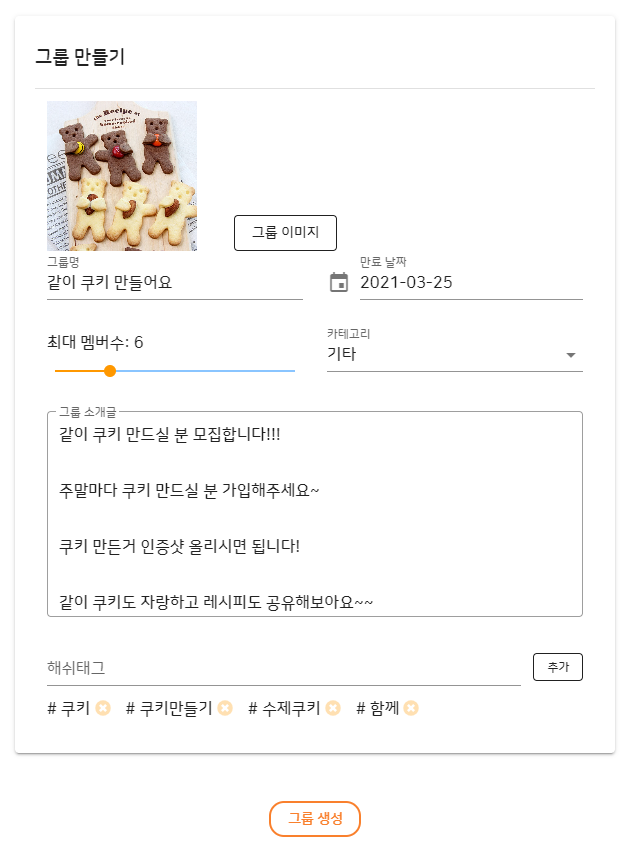 그룹 만들기
the Recipe of
그룹 이미지
그룹명
같이 쿠키 만들어요
만료 날짜
2021-03-25
최대 멤버수: 6
카테고리
기타
그룹 소개글
같이 쿠키 만드실 분 모집합니다!!!
주말마다 쿠키 만드실 분 가입해주세요~
쿠키 만든거 인증샷 올리시면 됩니다!
같이 쿠키도 자랑하고 레시피도 공유해보아요~~
해쉬태그
추가
# 쿠키 # 쿠키만들기 # 수제쿠키 # 함께
그룹 생성